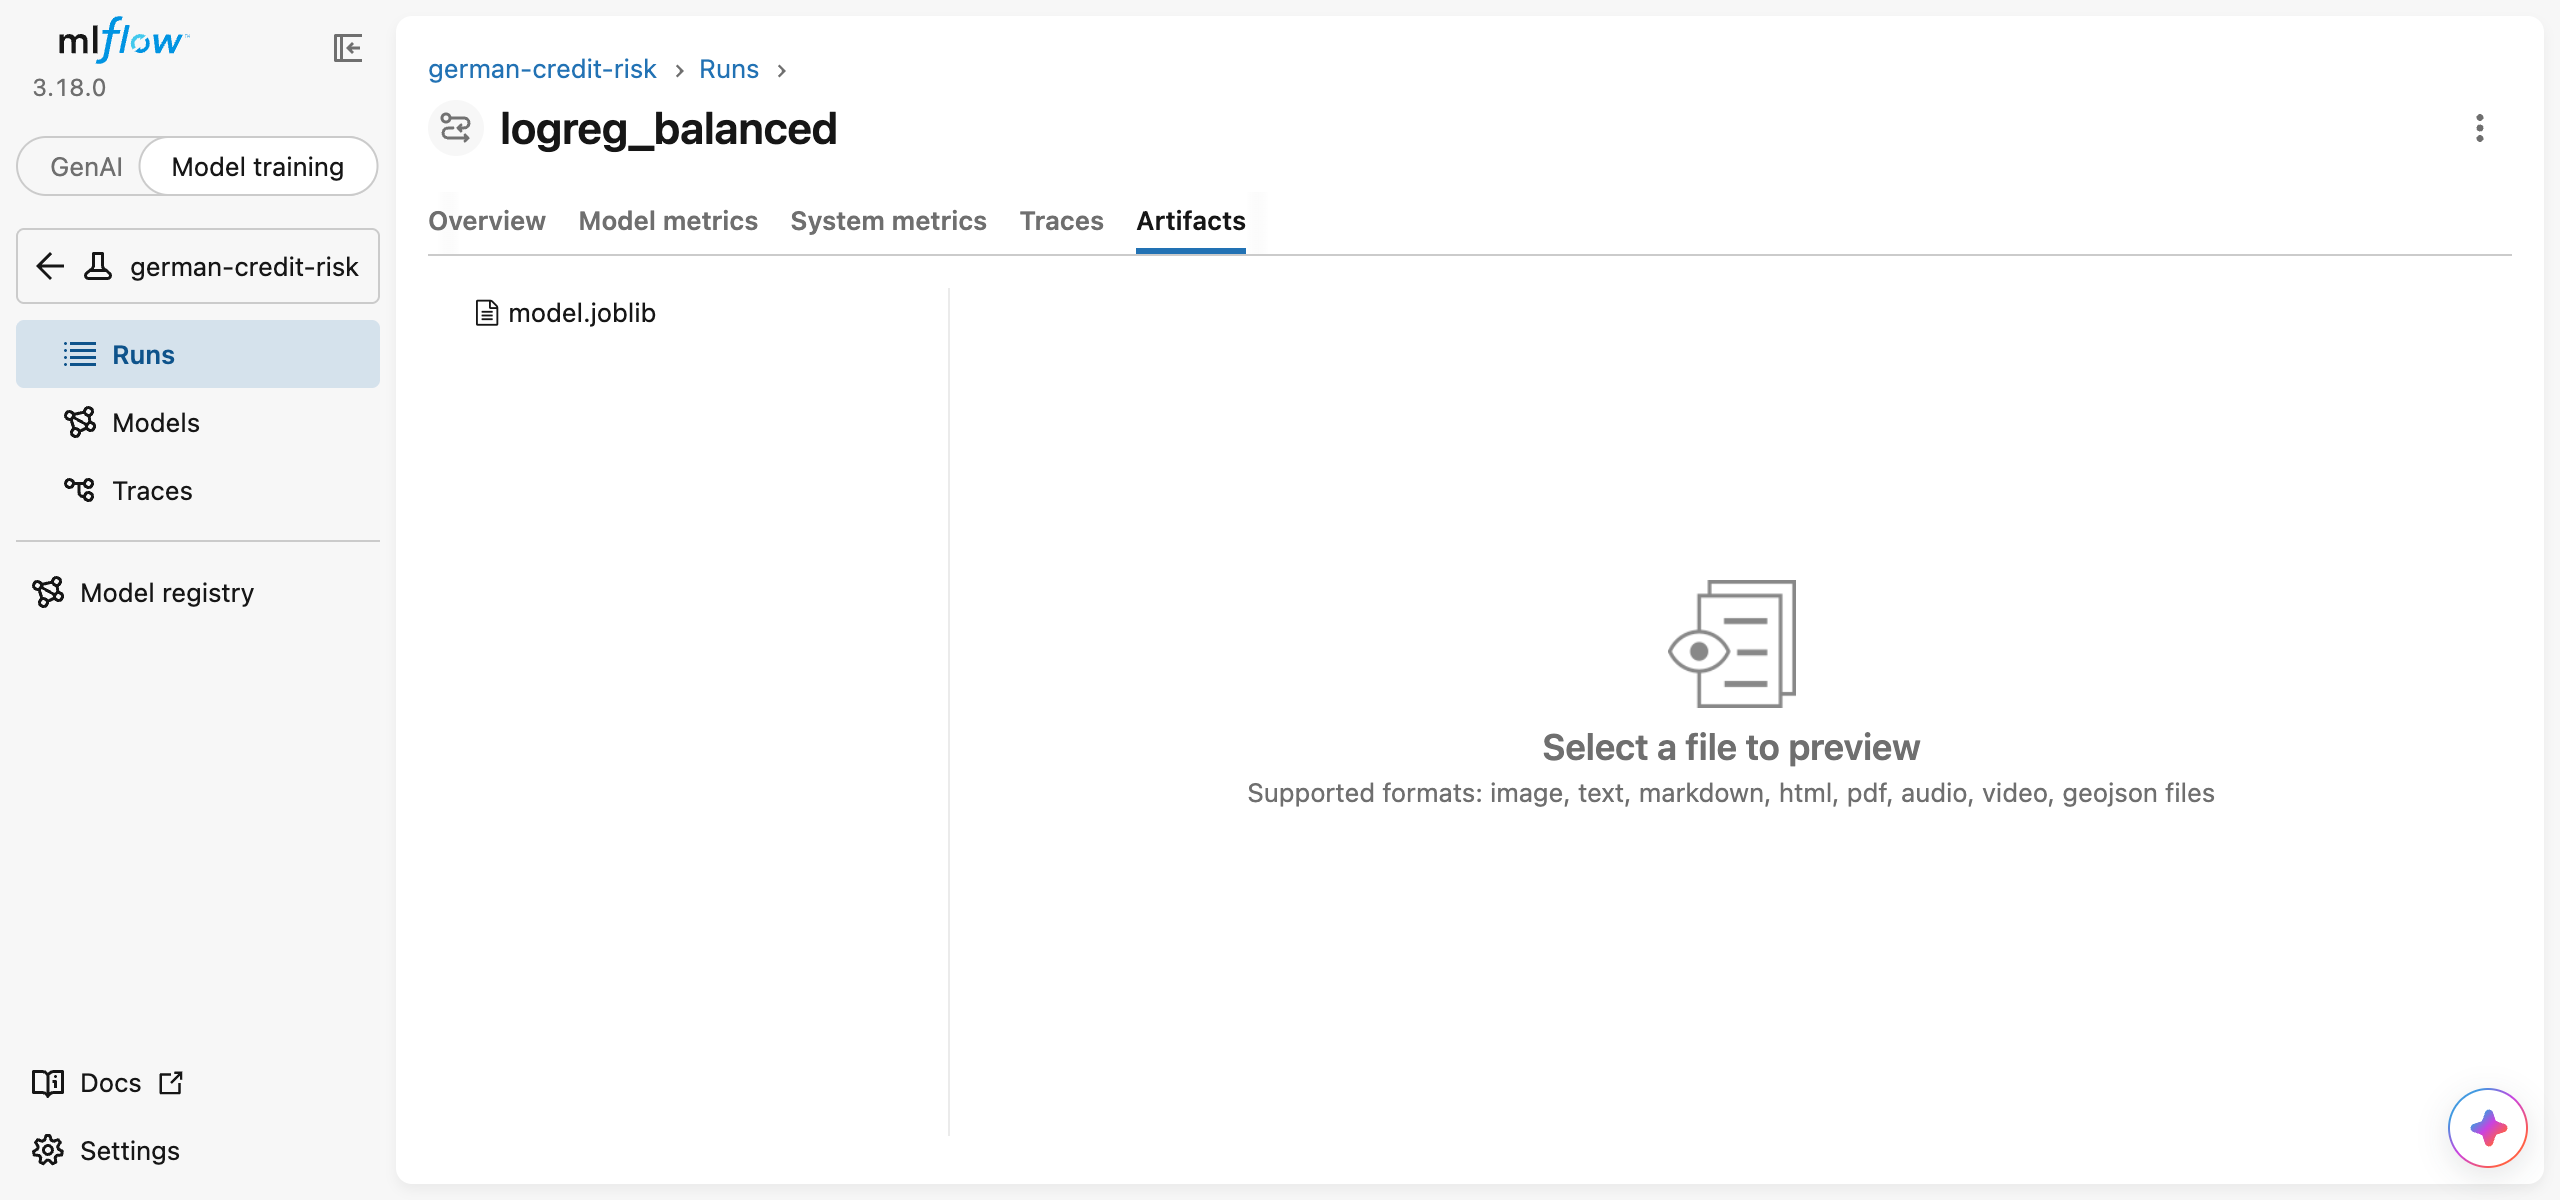 mlflow™
3.18.0
GenAI
Model training
german-credit-risk
Runs
Models
Traces
Model registry
Docs
Settings
german-credit-risk › Runs ›
logreg_balanced
Overview Model metrics System metrics Traces Artifacts
model.joblib
Select a file to preview
Supported formats: image, text, markdown, html, pdf, audio, video, geojson files